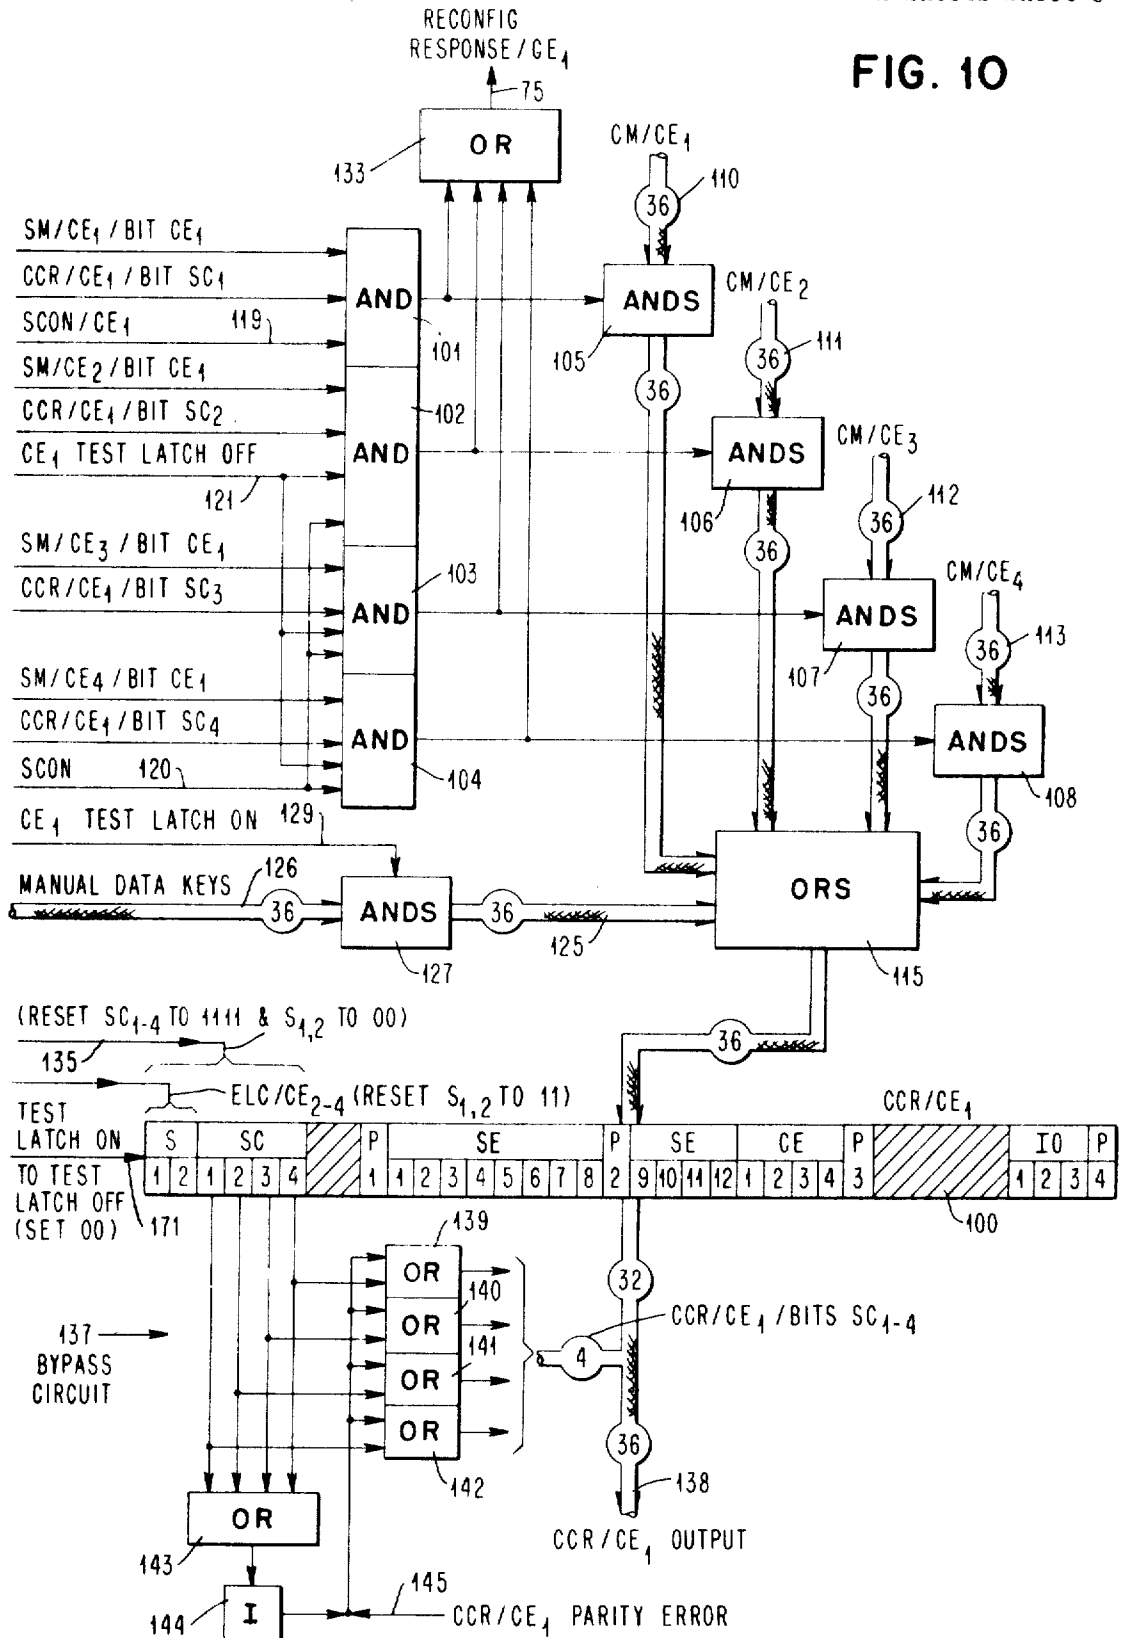 RECONFIG
RESPONSE/CE₁
FIG. 10
75
OR
133
CM/CE₁
36
110
SM/CE₁/BIT CE₁
CCR/CE₁/BIT SC₁
SCON/CE₁
119
AND
101
ANDS
105
36
CM/CE₂
36
111
SM/CE₂/BIT CE₁
CCR/CE₁/BIT SC₂
CE₁ TEST LATCH OFF
121
102
AND
ANDS
106
36
CM/CE₃
36
112
SM/CE₃/BIT CE₁
CCR/CE₁/BIT SC₃
103
AND
ANDS
107
36
CM/CE₄
36
113
SM/CE₄/BIT CE₁
CCR/CE₁/BIT SC₄
SCON
120
AND
104
ANDS
108
36
CE₁ TEST LATCH ON
129
MANUAL DATA KEYS
126
36
ANDS
127
36
125
ORS
115
36
(RESET SC₁₋₄ TO 1111 & S₁,₂ TO 00)
135
ELC/CE₂₋₄ (RESET S₁,₂ TO 11)
CCR/CE₁
TEST
LATCH ON
TO TEST
LATCH OFF
(SET 00)
171
S SC P SE P SE CE P IO P
1 2 1 2 3 4 1 1 2 3 4 5 6 7 8 2 9 10 11 12 1 2 3 4 3 1 2 3 4
100
139
OR
140
OR
141
OR
OR
142
32
CCR/CE₁/BITS SC₁₋₄
4
36
138
CCR/CE₁ OUTPUT
137
BYPASS
CIRCUIT
OR
143
I
144
145
CCR/CE₁ PARITY ERROR